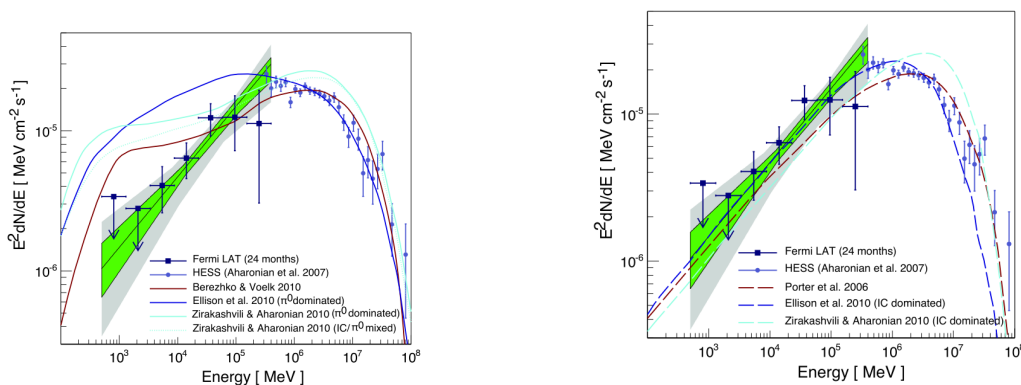 E²dN/dE [ MeV cm⁻² s⁻¹ ]
10⁻⁵
10⁻⁶
Fermi LAT (24 months)
HESS (Aharonian et al. 2007)
Berezhko & Voelk 2010
Ellison et al. 2010 (π⁰dominated)
Zirakashvili & Aharonian 2010 (π⁰ dominated)
Zirakashvili & Aharonian 2010 (IC/π⁰mixed)
10³ 10⁴ 10⁵ 10⁶ 10⁷ 10⁸
Energy [ MeV ]
E²dN/dE [ MeV cm⁻² s⁻¹ ]
10⁻⁵
10⁻⁶
Fermi LAT (24 months)
HESS (Aharonian et al. 2007)
Porter et al. 2006
Ellison et al. 2010 (IC dominated)
Zirakashvili & Aharonian 2010 (IC dominated)
10³ 10⁴ 10⁵ 10⁶ 10⁷ 10⁸
Energy [ MeV ]